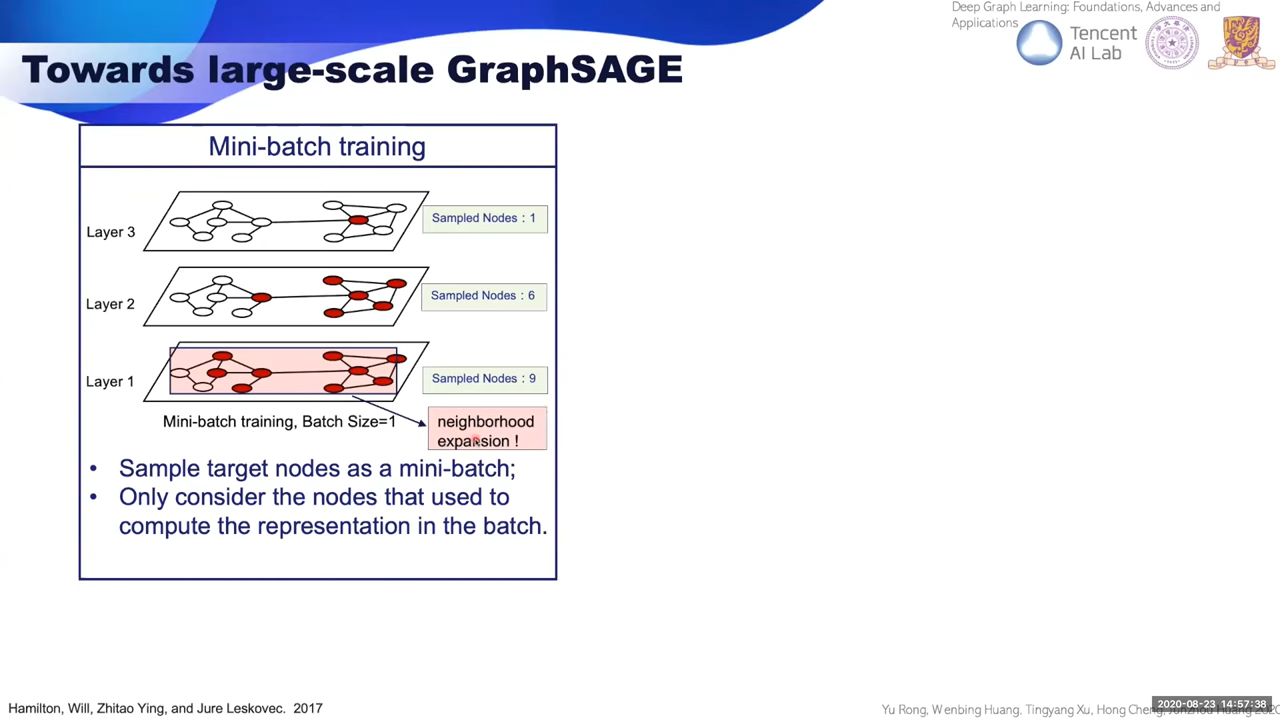 Deep Graph Learning: Foundations, Advances and
Applications
Tencent
AI Lab
Towards large-scale GraphSAGE
Mini-batch training
Layer 3
Sampled Nodes：1
Layer 2
Sampled Nodes：6
Layer 1
Sampled Nodes：9
Mini-batch training, Batch Size=1
neighborhood
expansion !
• Sample target nodes as a mini-batch;
• Only consider the nodes that used to
compute the representation in the batch.
Hamilton, Will, Zhitao Ying, and Jure Leskovec. 2017
Yu Rong, Wenbing Huang, Tingyang Xu, Hong Cheng, Junzhou Huang
2020-08-23 14:57:38